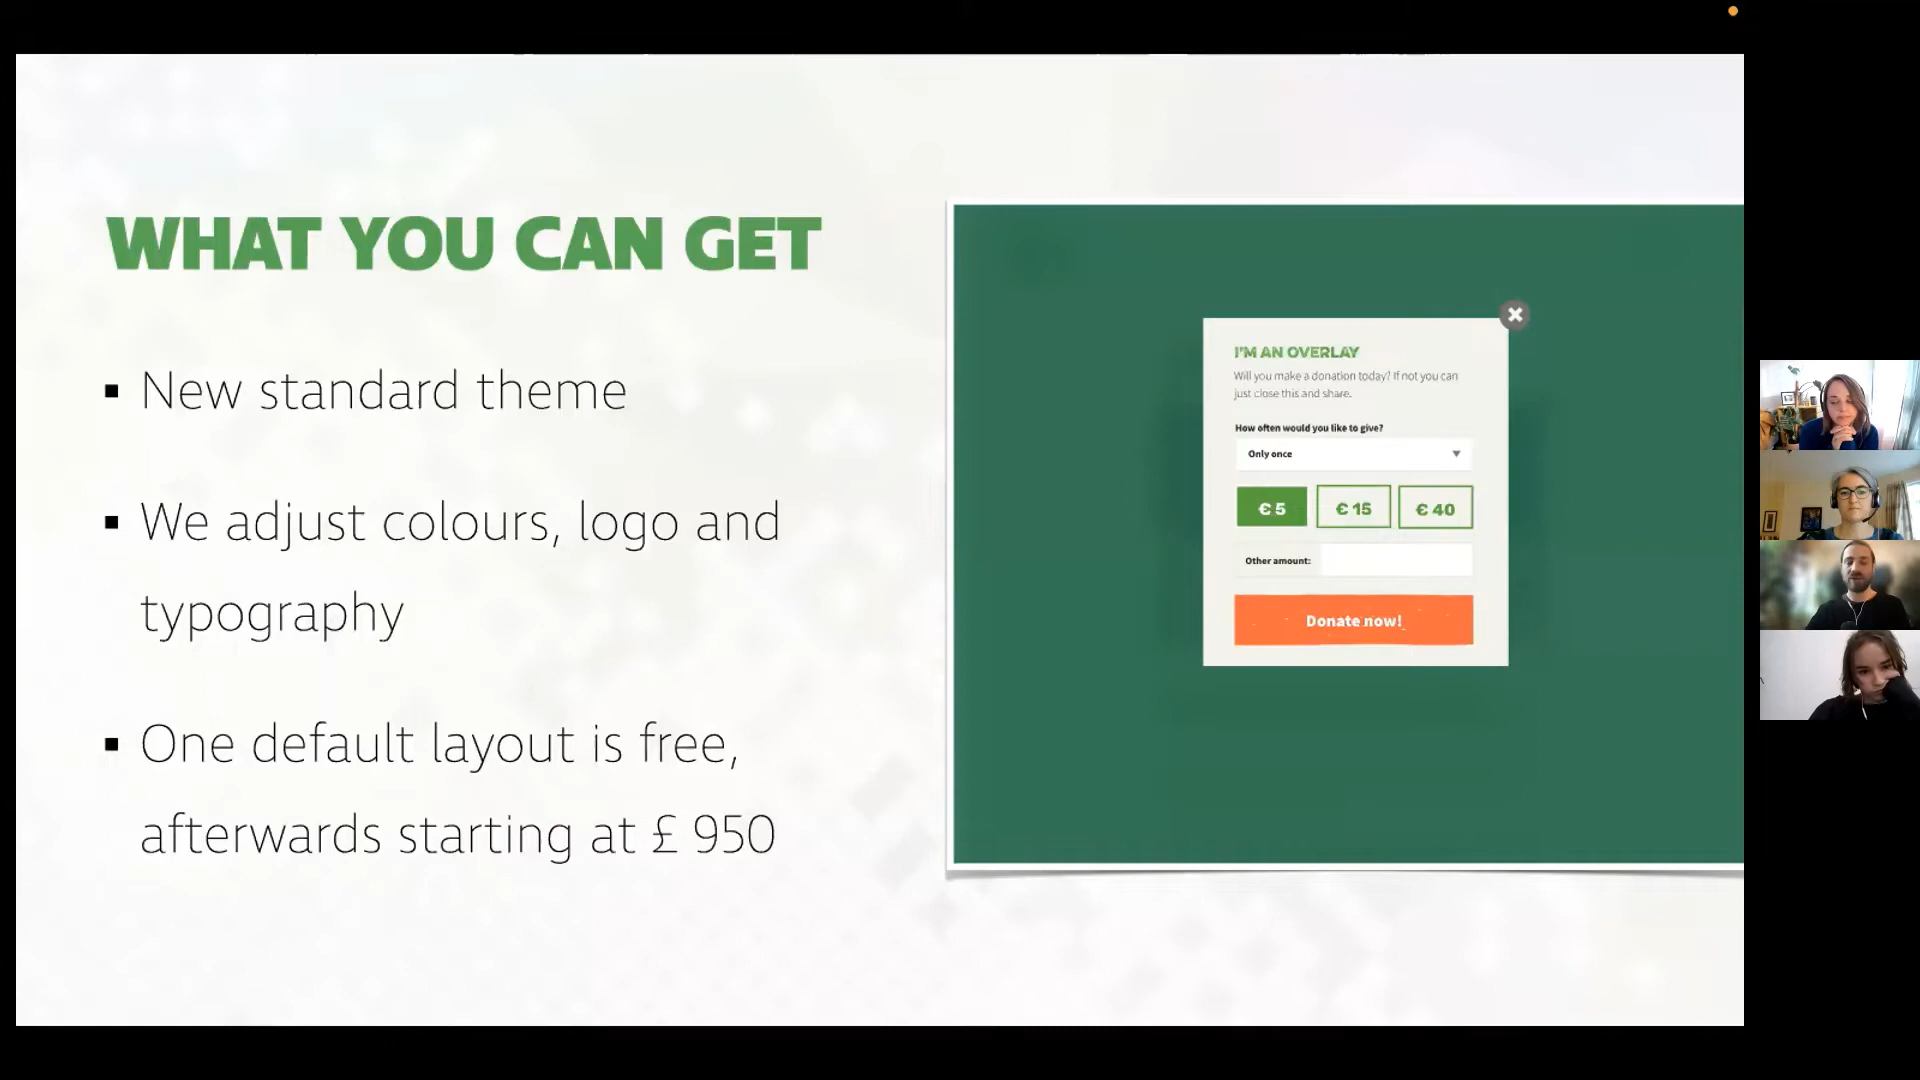 WHAT YOU CAN GET
▪ New standard theme
▪ We adjust colours, logo and
typography
▪ One default layout is free,
afterwards starting at £ 950
I'M AN OVERLAY
Will you make a donation today? If not you can
just close this and share.
How often would you like to give?
Only once
€ 5
€ 15
€ 40
Other amount:
Donate now!